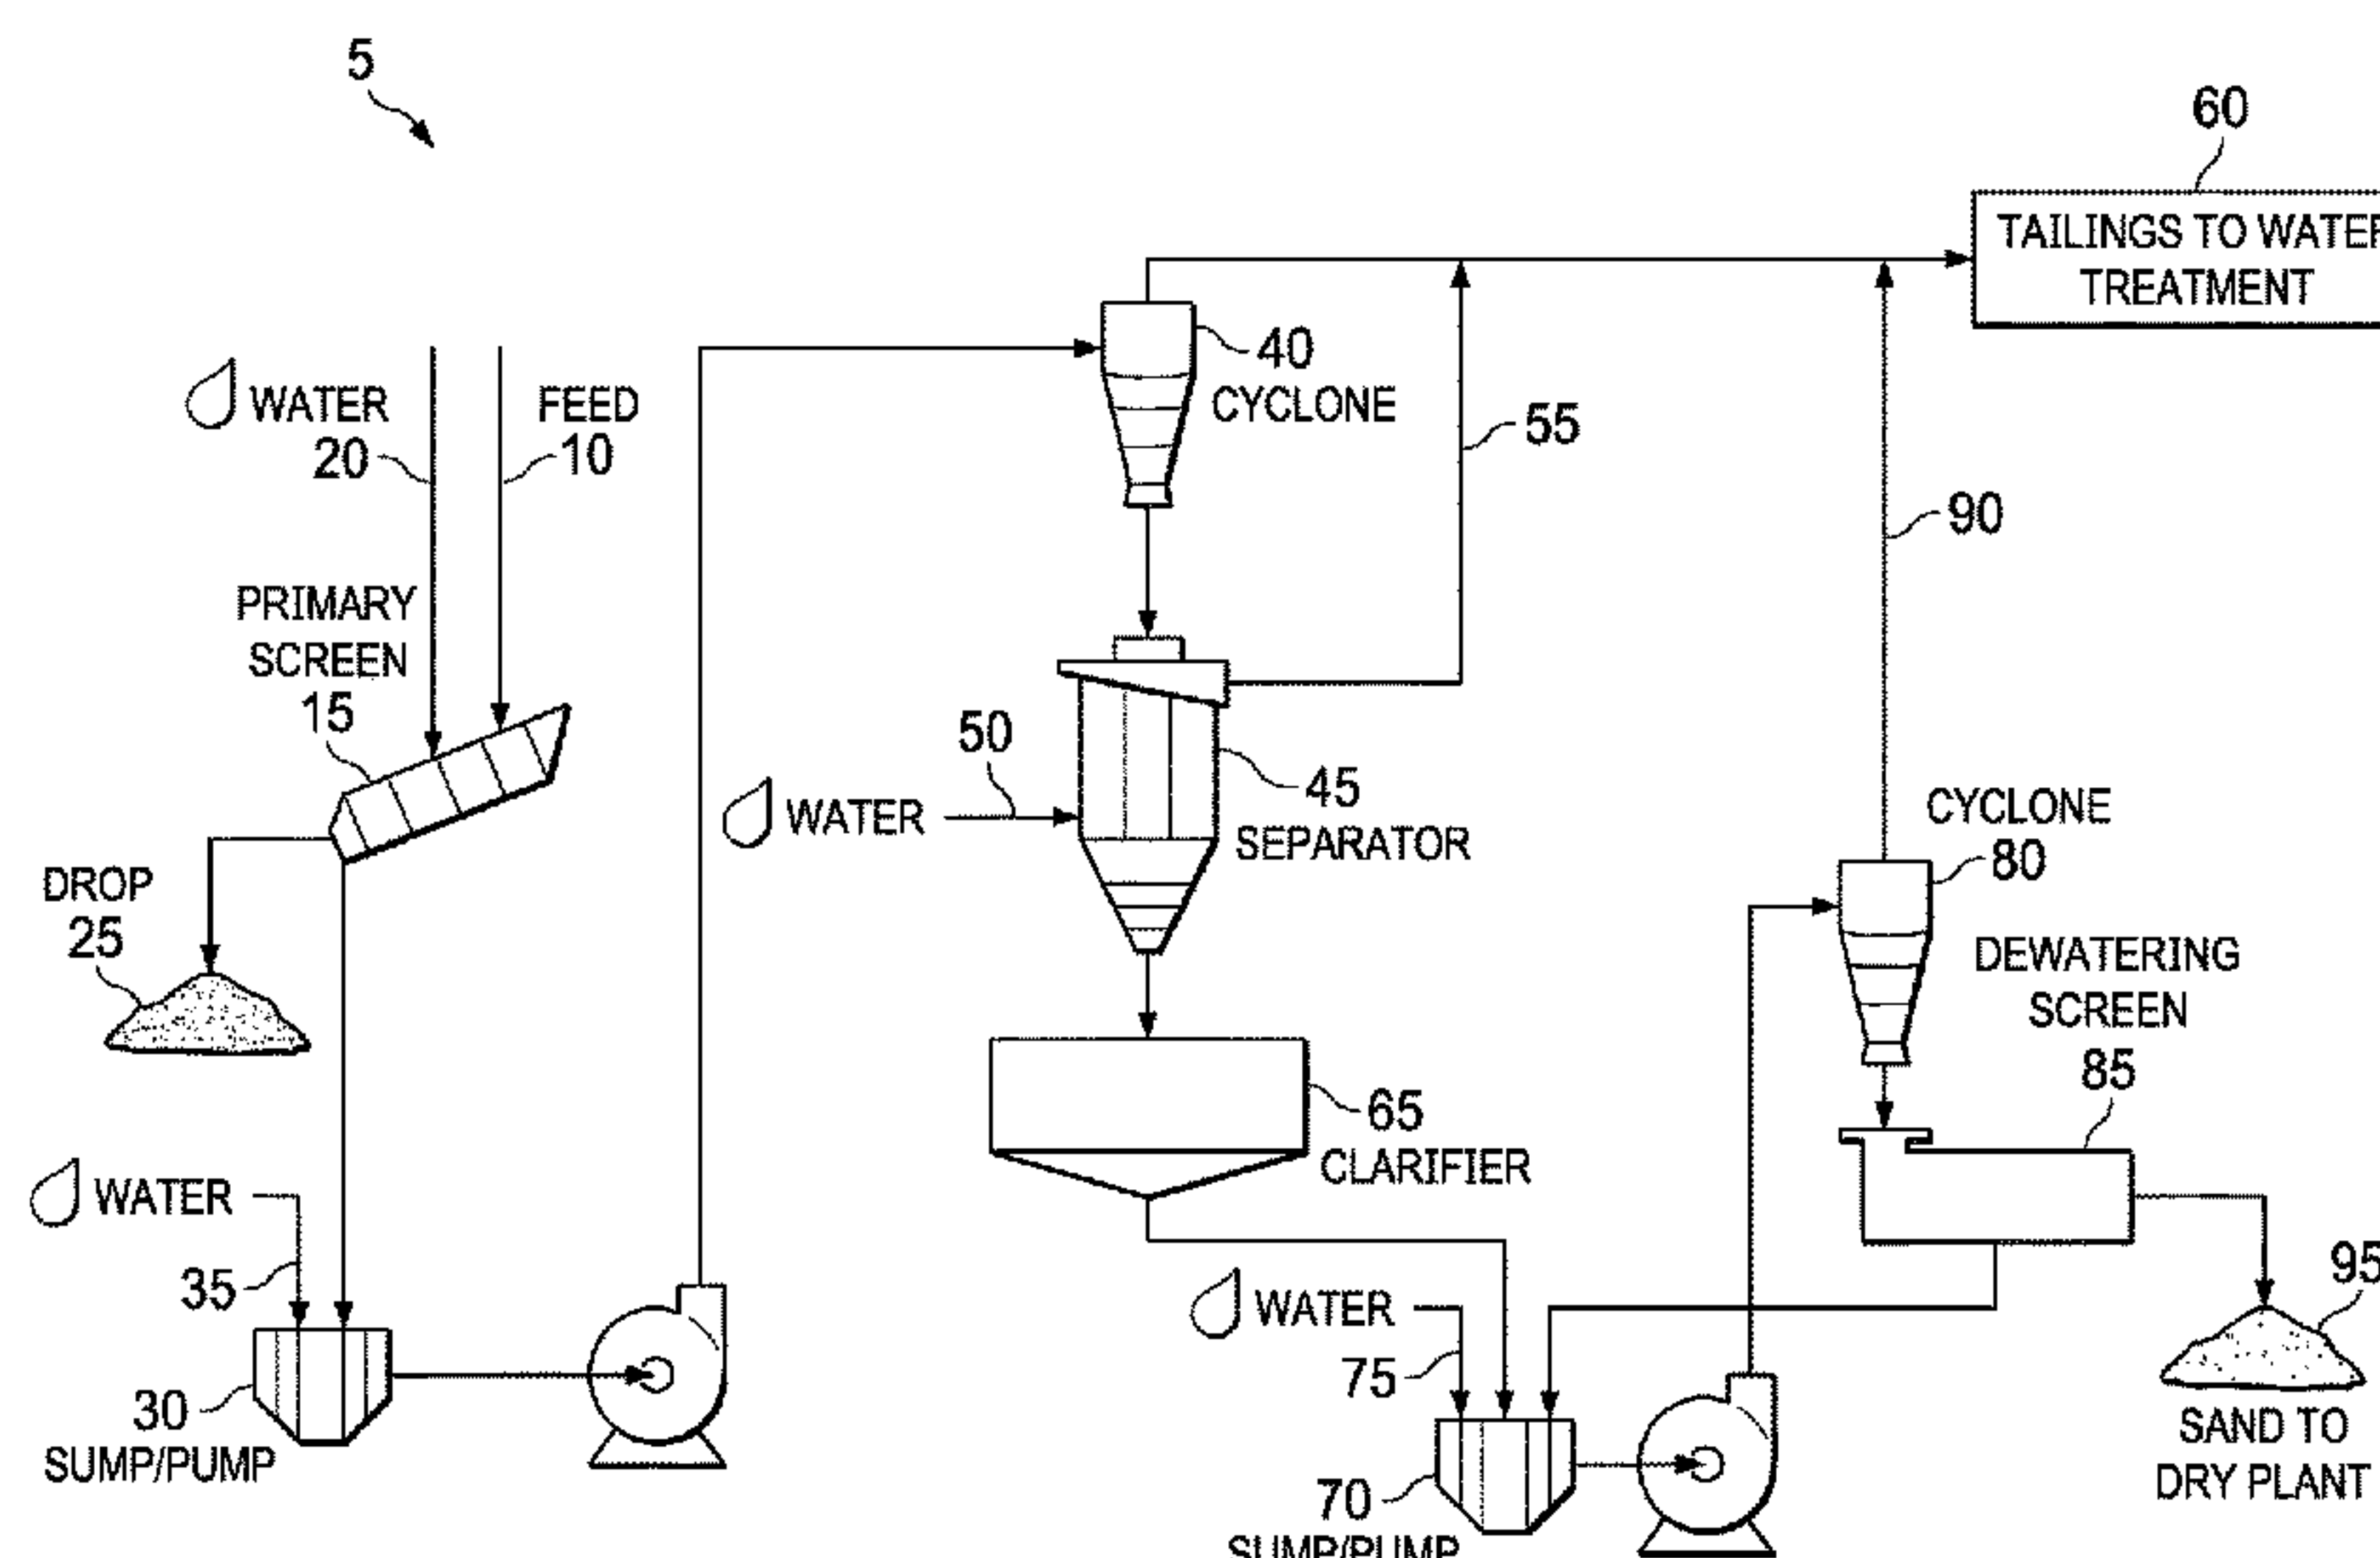 5
60
TAILINGS TO WATER
TREATMENT
40
CYCLONE
WATER
20
FEED
10
55
90
PRIMARY
SCREEN
15
50
WATER
45
SEPARATOR
CYCLONE
80
DROP
25
DEWATERING
SCREEN
85
65
CLARIFIER
WATER
35
WATER
75
95
30
SUMP/PUMP
70
SUMP/PUMP
SAND TO
DRY PLANT